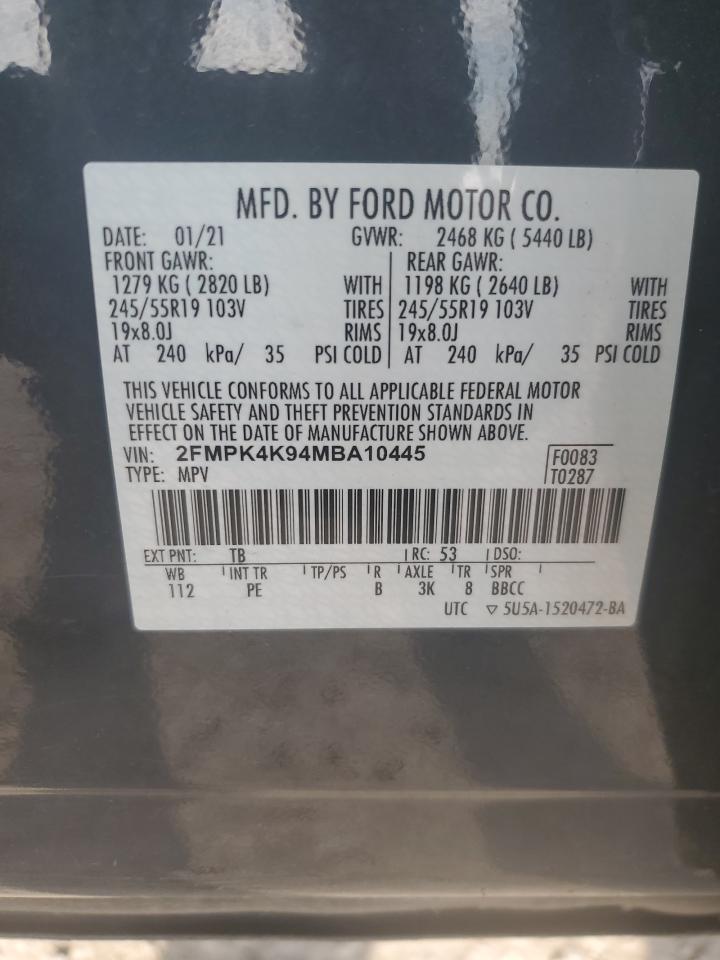 MFD. BY FORD MOTOR CO.
DATE: 01/21 GVWR: 2468 KG ( 5440 LB)
FRONT GAWR: REAR GAWR:
1279 KG ( 2820 LB) WITH 1198 KG ( 2640 LB) WITH
245/55R19 103V TIRES 245/55R19 103V TIRES
19x8.0J RIMS 19x8.0J RIMS
AT 240 kPa/ 35 PSI COLD AT 240 kPa/ 35 PSI COLD
THIS VEHICLE CONFORMS TO ALL APPLICABLE FEDERAL MOTOR
VEHICLE SAFETY AND THEFT PREVENTION STANDARDS IN
EFFECT ON THE DATE OF MANUFACTURE SHOWN ABOVE.
VIN: 2FMPK4K94MBA10445 F0083
TYPE: MPV T0287
EXT PNT: TB RC: 53 DSO:
WB INT TR TP/PS R AXLE TR SPR
112 PE B 3K 8 BBCC
UTC ▽ 5U5A-1520472-BA